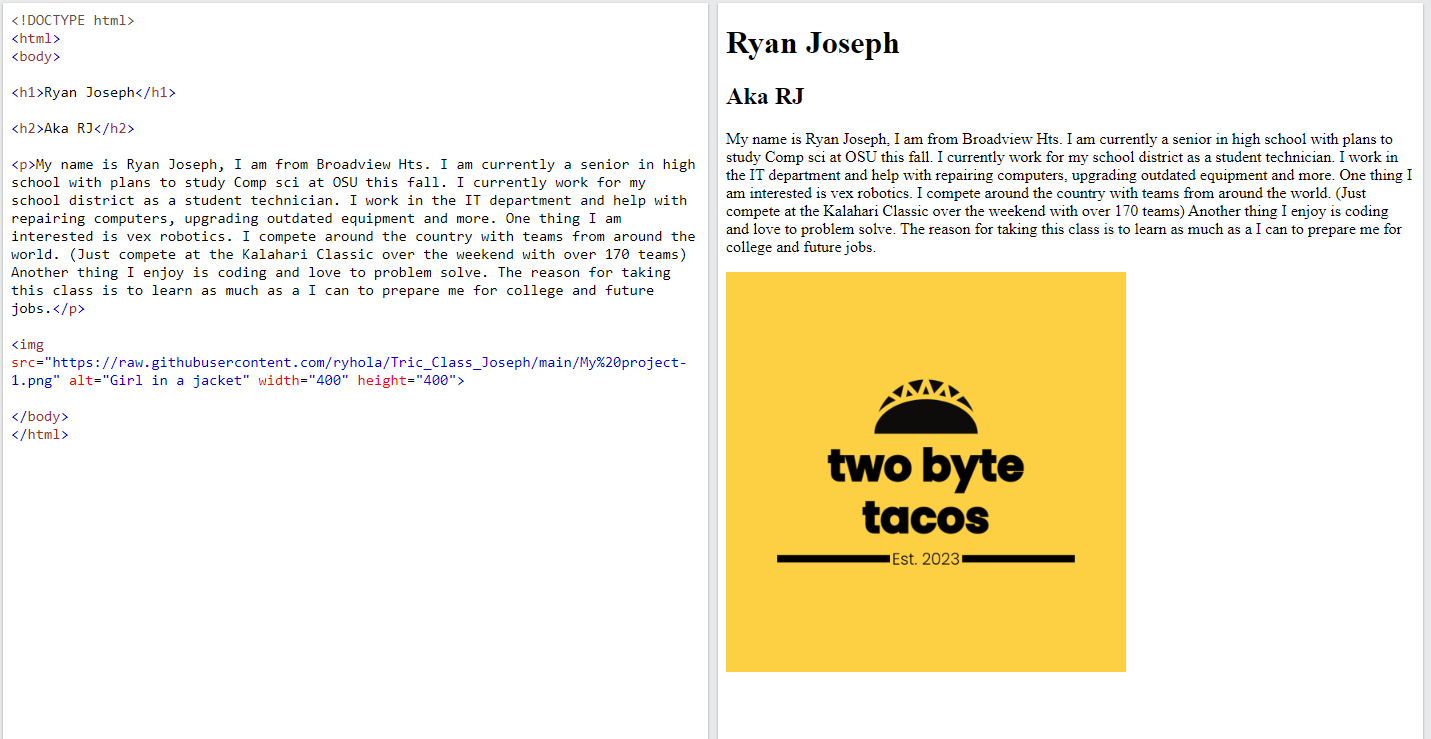 <!DOCTYPE html>
<html>
<body>
<h1>Ryan Joseph</h1>
<h2>Aka RJ</h2>
<p>My name is Ryan Joseph, I am from Broadview Hts. I am currently a senior in high
school with plans to study Comp sci at OSU this fall. I currently work for my
school district as a student technician. I work in the IT department and help with
repairing computers, upgrading outdated equipment and more. One thing I am
interested is vex robotics. I compete around the country with teams from around the
world. (Just compete at the Kalahari Classic over the weekend with over 170 teams)
Another thing I enjoy is coding and love to problem solve. The reason for taking
this class is to learn as much as a I can to prepare me for college and future
jobs.</p>
<img
src="https://raw.githubusercontent.com/ryhola/Tric_Class_Joseph/main/My%20project-
1.png" alt="Girl in a jacket" width="400" height="400">
</body>
</html>
Ryan Joseph
Aka RJ
My name is Ryan Joseph, I am from Broadview Hts. I am currently a senior in high school with plans to
study Comp sci at OSU this fall. I currently work for my school district as a student technician. I work in
the IT department and help with repairing computers, upgrading outdated equipment and more. One thing I
am interested is vex robotics. I compete around the country with teams from around the world. (Just
compete at the Kalahari Classic over the weekend with over 170 teams) Another thing I enjoy is coding
and love to problem solve. The reason for taking this class is to learn as much as a I can to prepare me for
college and future jobs.
two byte
tacos
Est. 2023